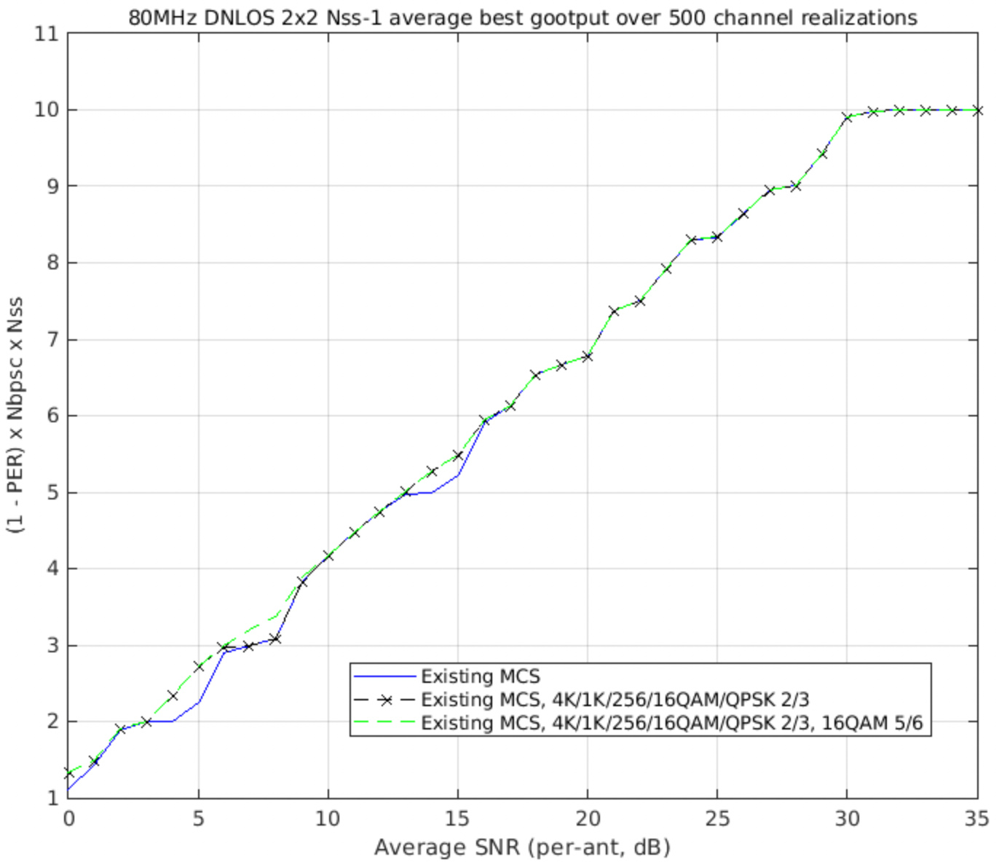 80MHz DNLOS 2x2 Nss-1 average best gootput over 500 channel realizations
11
10
9
8
7
6
5
4
3
2
1
(1 - PER) x Nbpsc x Nss
Existing MCS
Existing MCS, 4K/1K/256/16QAM/QPSK 2/3
Existing MCS, 4K/1K/256/16QAM/QPSK 2/3, 16QAM 5/6
0 5 10 15 20 25 30 35
Average SNR (per-ant, dB)